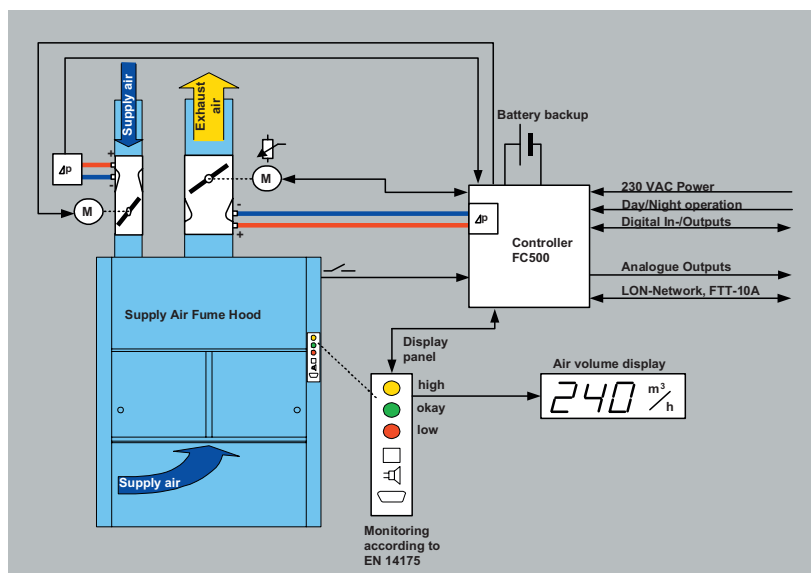 Supply air
Exhaust
air
Battery backup
+
Δp
-
M
M
230 VAC Power
Day/Night operation
Digital In-/Outputs
-
+
Δp
Controller
FC500
Analogue Outputs
LON-Network, FTT-10A
Supply Air Fume Hood
Display
panel
high
okay
low
Air volume display
240 m³/h
Supply air
Monitoring
according to
EN 14175